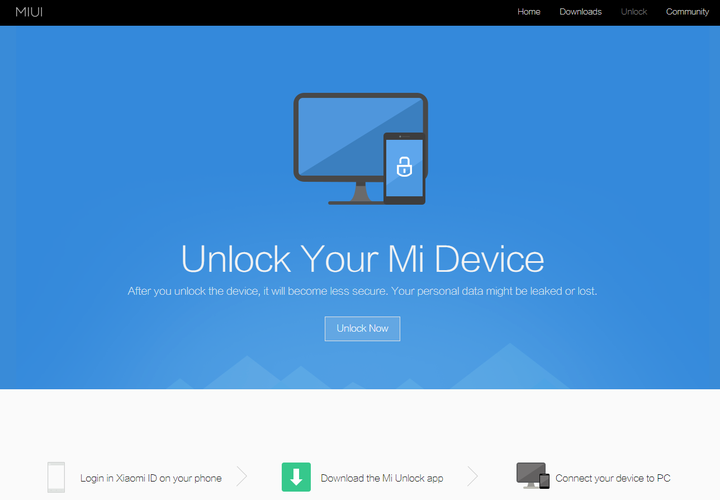 MIUI
Home Downloads Unlock Community
Unlock Your Mi Device
After you unlock the device, it will become less secure. Your personal data might be leaked or lost.
Unlock Now
Login in Xiaomi ID on your phone
Download the Mi Unlock app
Connect your device to PC